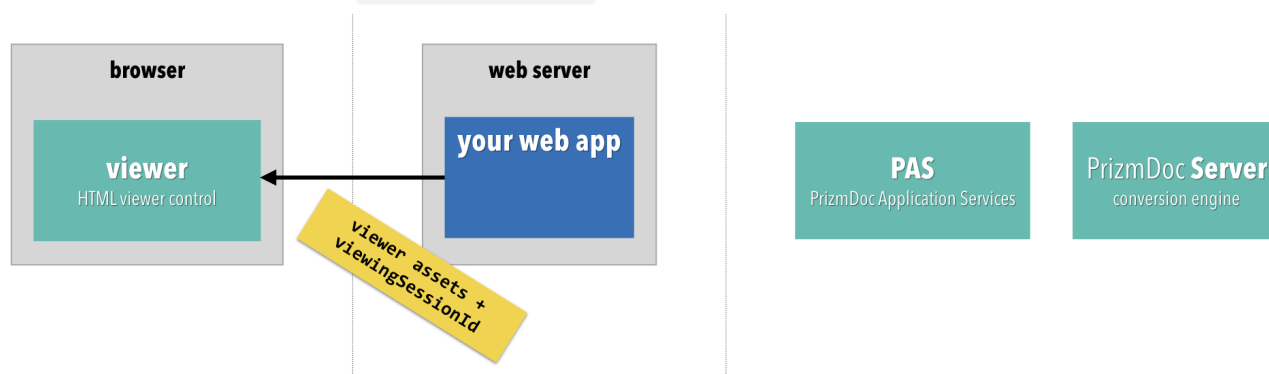 browser
viewer
HTML viewer control
web server
your web app
viewer assets +
viewingSessionId
PAS
PrizmDoc Application Services
PrizmDoc Server
conversion engine